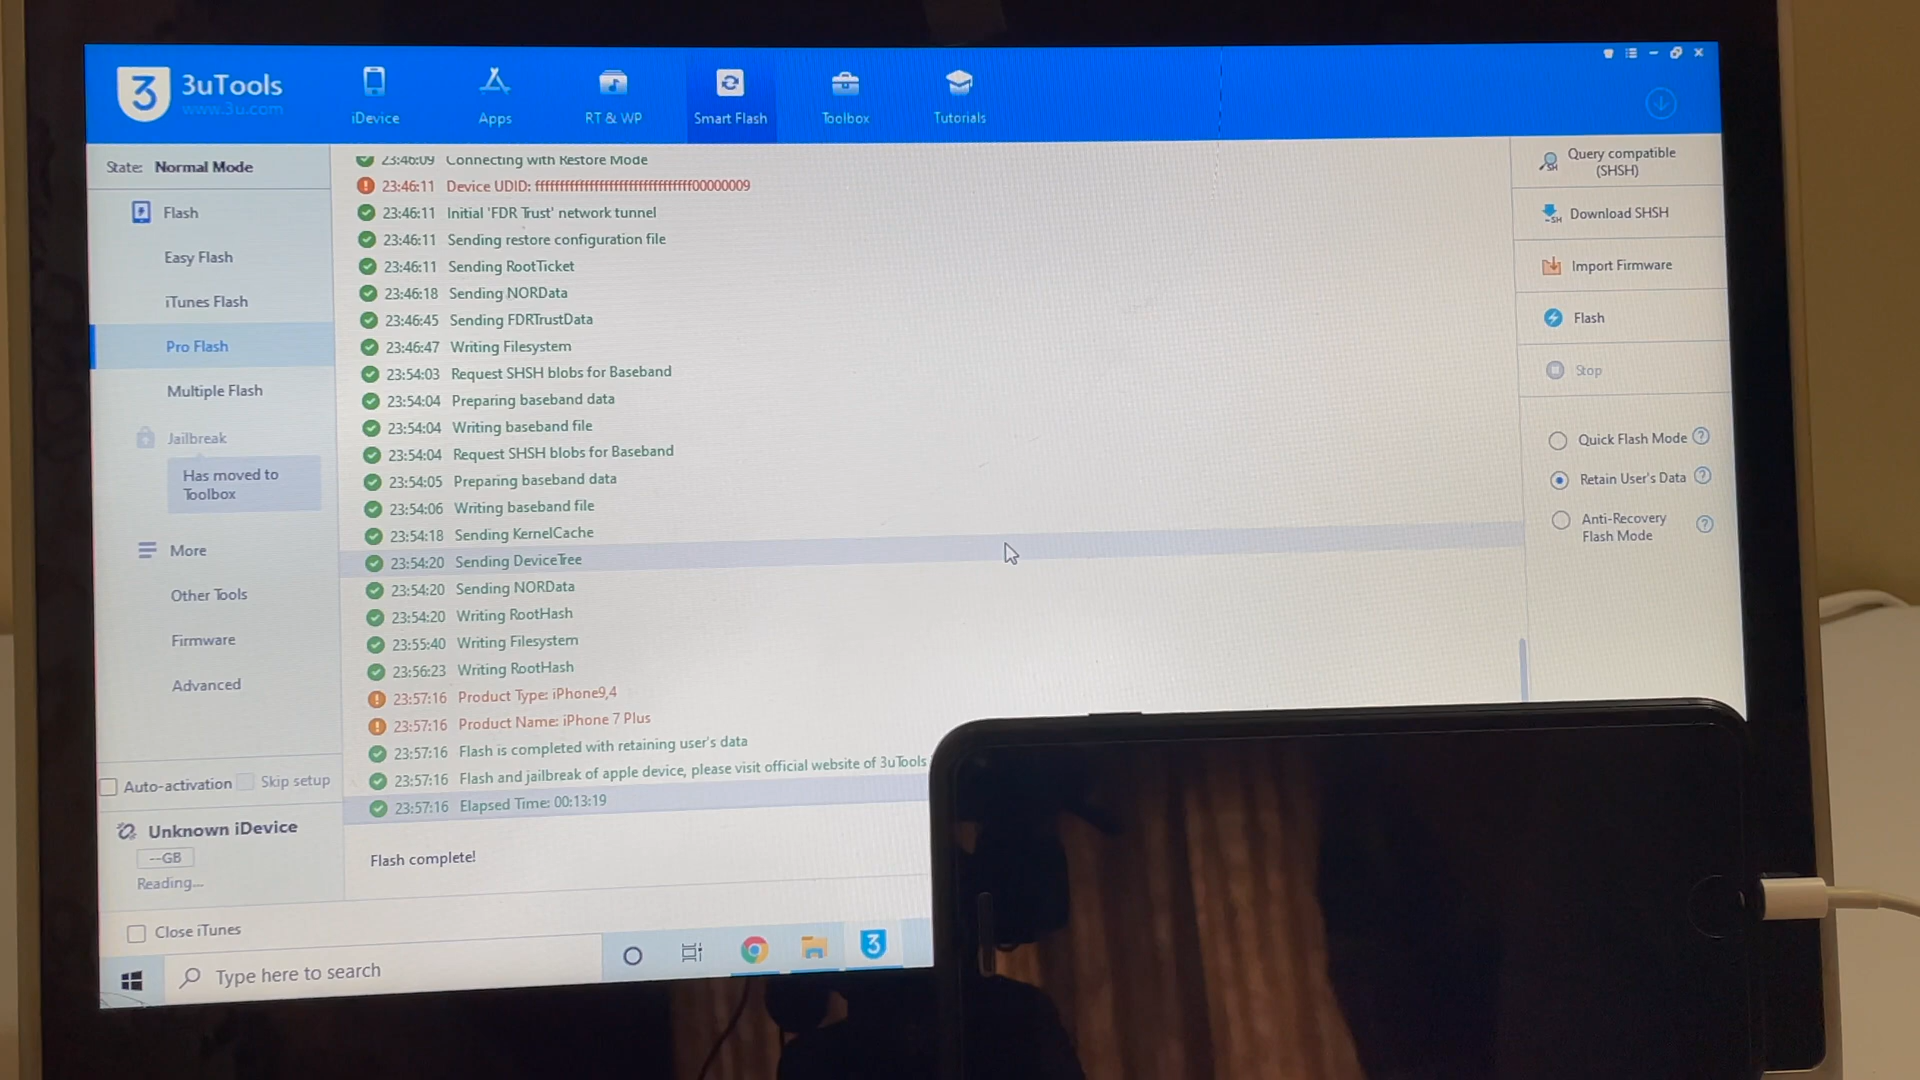 3
3uTools
www.3u.com
iDevice
Apps
RT & WP
Smart Flash
Toolbox
Tutorials
State: Normal Mode
Flash
Easy Flash
iTunes Flash
Pro Flash
Multiple Flash
Jailbreak
Has moved to
Toolbox
More
Other Tools
Firmware
Advanced
Auto-activation
Skip setup
Unknown iDevice
--GB
Reading...
Close iTunes
23:46:09 Connecting with Restore Mode
23:46:11 Device UDID: ffffffffffffffffffffffffffffffff00000009
23:46:11 Initial 'FDR Trust' network tunnel
23:46:11 Sending restore configuration file
23:46:11 Sending RootTicket
23:46:18 Sending NORData
23:46:45 Sending FDRTrustData
23:46:47 Writing Filesystem
23:54:03 Request SHSH blobs for Baseband
23:54:04 Preparing baseband data
23:54:04 Writing baseband file
23:54:04 Request SHSH blobs for Baseband
23:54:05 Preparing baseband data
23:54:06 Writing baseband file
23:54:18 Sending KernelCache
23:54:20 Sending DeviceTree
23:54:20 Sending NORData
23:54:20 Writing RootHash
23:55:40 Writing Filesystem
23:56:23 Writing RootHash
23:57:16 Product Type: iPhone9,4
23:57:16 Product Name: iPhone 7 Plus
23:57:16 Flash is completed with retaining user's data
23:57:16 Flash and jailbreak of apple device, please visit official website of 3uTools
23:57:16 Elapsed Time: 00:13:19
Flash complete!
Query compatible
(SHSH)
Download SHSH
Import Firmware
Flash
Stop
Quick Flash Mode ?
Retain User's Data ?
Anti-Recovery
Flash Mode ?
Type here to search
3